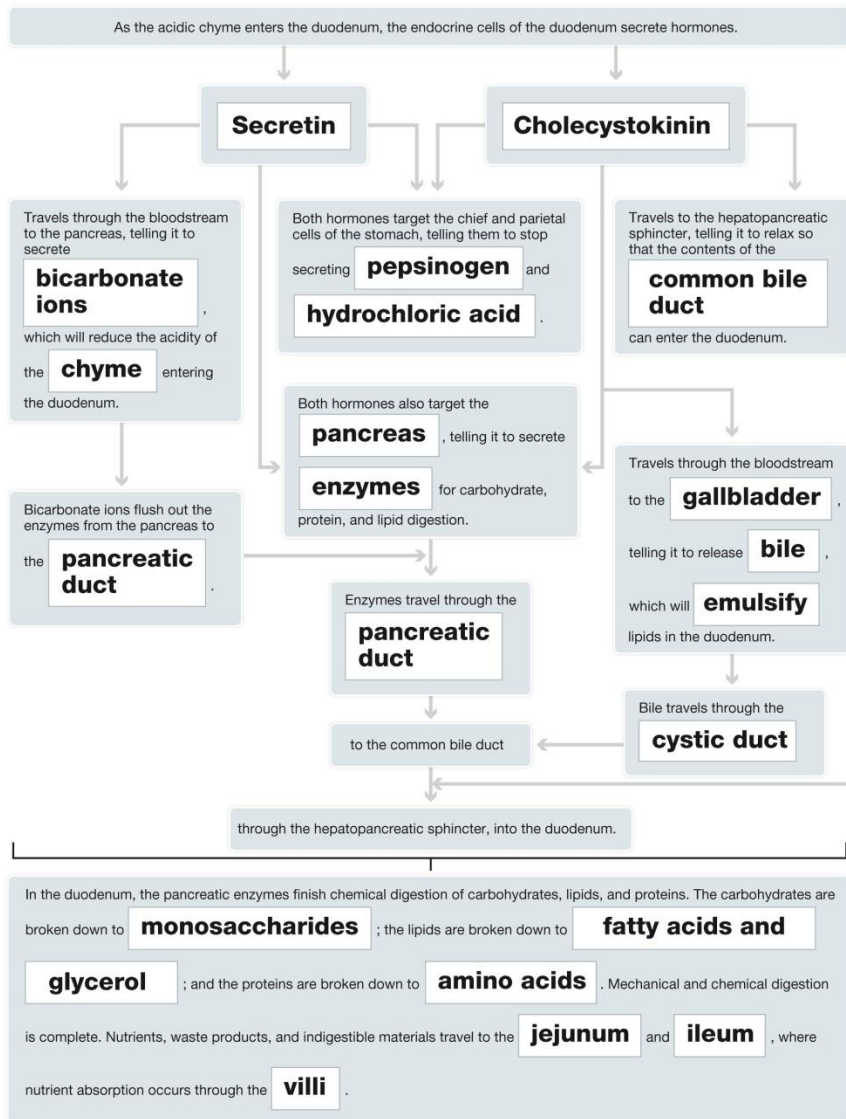 As the acidic chyme enters the duodenum, the endocrine cells of the duodenum secrete hormones.
Secretin
Cholecystokinin
Travels through the bloodstream
to the pancreas, telling it to
secrete
bicarbonate
ions ,
which will reduce the acidity of
the chyme entering
the duodenum.
Both hormones target the chief and parietal
cells of the stomach, telling them to stop
secreting pepsinogen and
hydrochloric acid .
Travels to the hepatopancreatic
sphincter, telling it to relax so
that the contents of the
common bile
duct
can enter the duodenum.
Both hormones also target the
pancreas , telling it to secrete
enzymes for carbohydrate,
protein, and lipid digestion.
Travels through the bloodstream
to the gallbladder ,
telling it to release bile ,
which will emulsify
lipids in the duodenum.
Bicarbonate ions flush out the
enzymes from the pancreas to
the pancreatic
duct .
Enzymes travel through the
pancreatic
duct
Bile travels through the
cystic duct
to the common bile duct
through the hepatopancreatic sphincter, into the duodenum.
In the duodenum, the pancreatic enzymes finish chemical digestion of carbohydrates, lipids, and proteins. The carbohydrates are
broken down to monosaccharides ; the lipids are broken down to fatty acids and
glycerol ; and the proteins are broken down to amino acids . Mechanical and chemical digestion
is complete. Nutrients, waste products, and indigestible materials travel to the jejunum and ileum , where
nutrient absorption occurs through the villi .